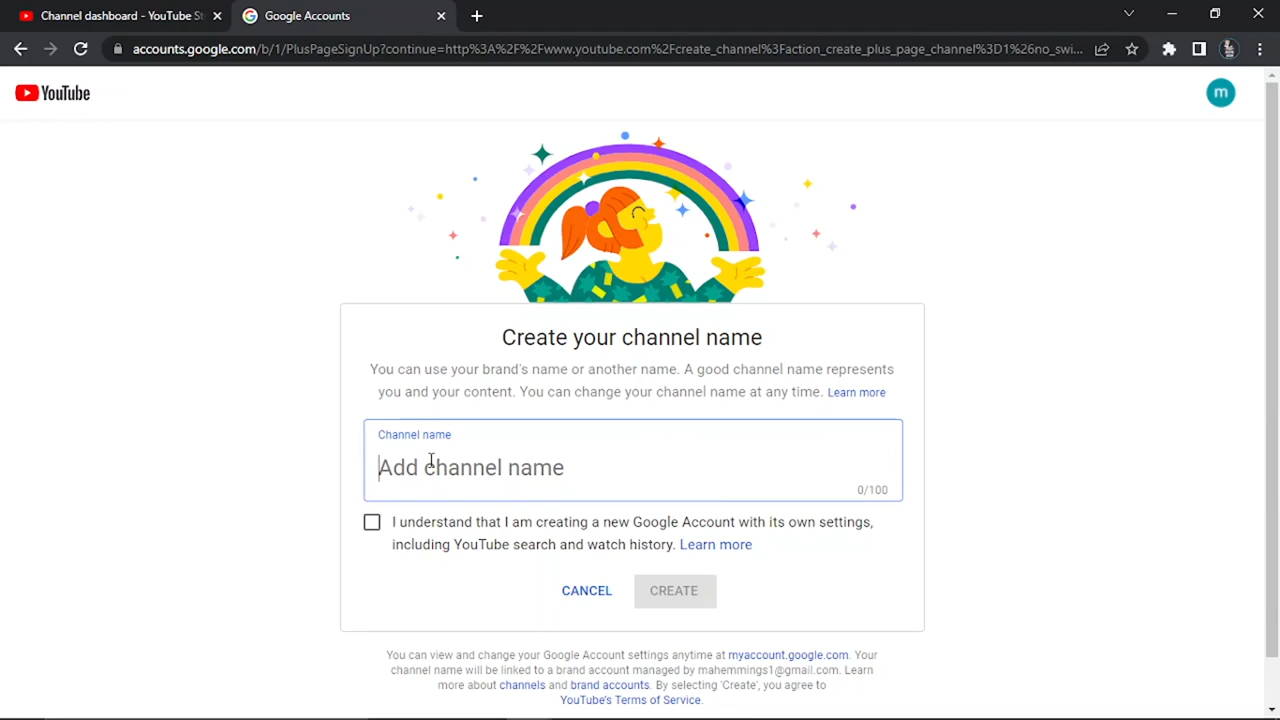 Channel dashboard - YouTube St
Google Accounts
accounts.google.com/b/1/PlusPageSignUp?continue=http%3A%2F%2Fwww.youtube.com%2Fcreate_channel%3Faction_create_plus_page_channel%3D1%26no_swi...
YouTube
m
Create your channel name
You can use your brand's name or another name. A good channel name represents
you and your content. You can change your channel name at any time. Learn more
Channel name
Add channel name
0/100
I understand that I am creating a new Google Account with its own settings,
including YouTube search and watch history. Learn more
CANCEL
CREATE
You can view and change your Google Account settings anytime at myaccount.google.com. Your
channel name will be linked to a brand account managed by mahemmings1@gmail.com. Learn
more about channels and brand accounts. By selecting 'Create', you agree to
YouTube's Terms of Service.